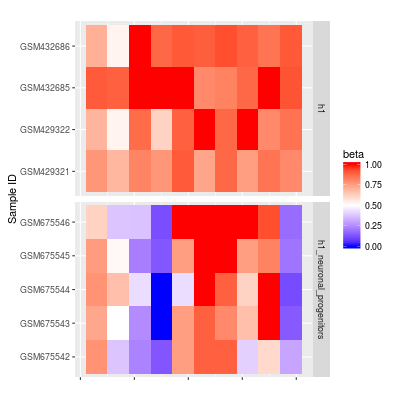 Sample ID
GSM432686
GSM432685
GSM429322
GSM429321
h1
GSM675546
GSM675545
GSM675544
GSM675543
GSM675542
h1_neuronal_progenitors
beta
1.00
0.75
0.50
0.25
0.00